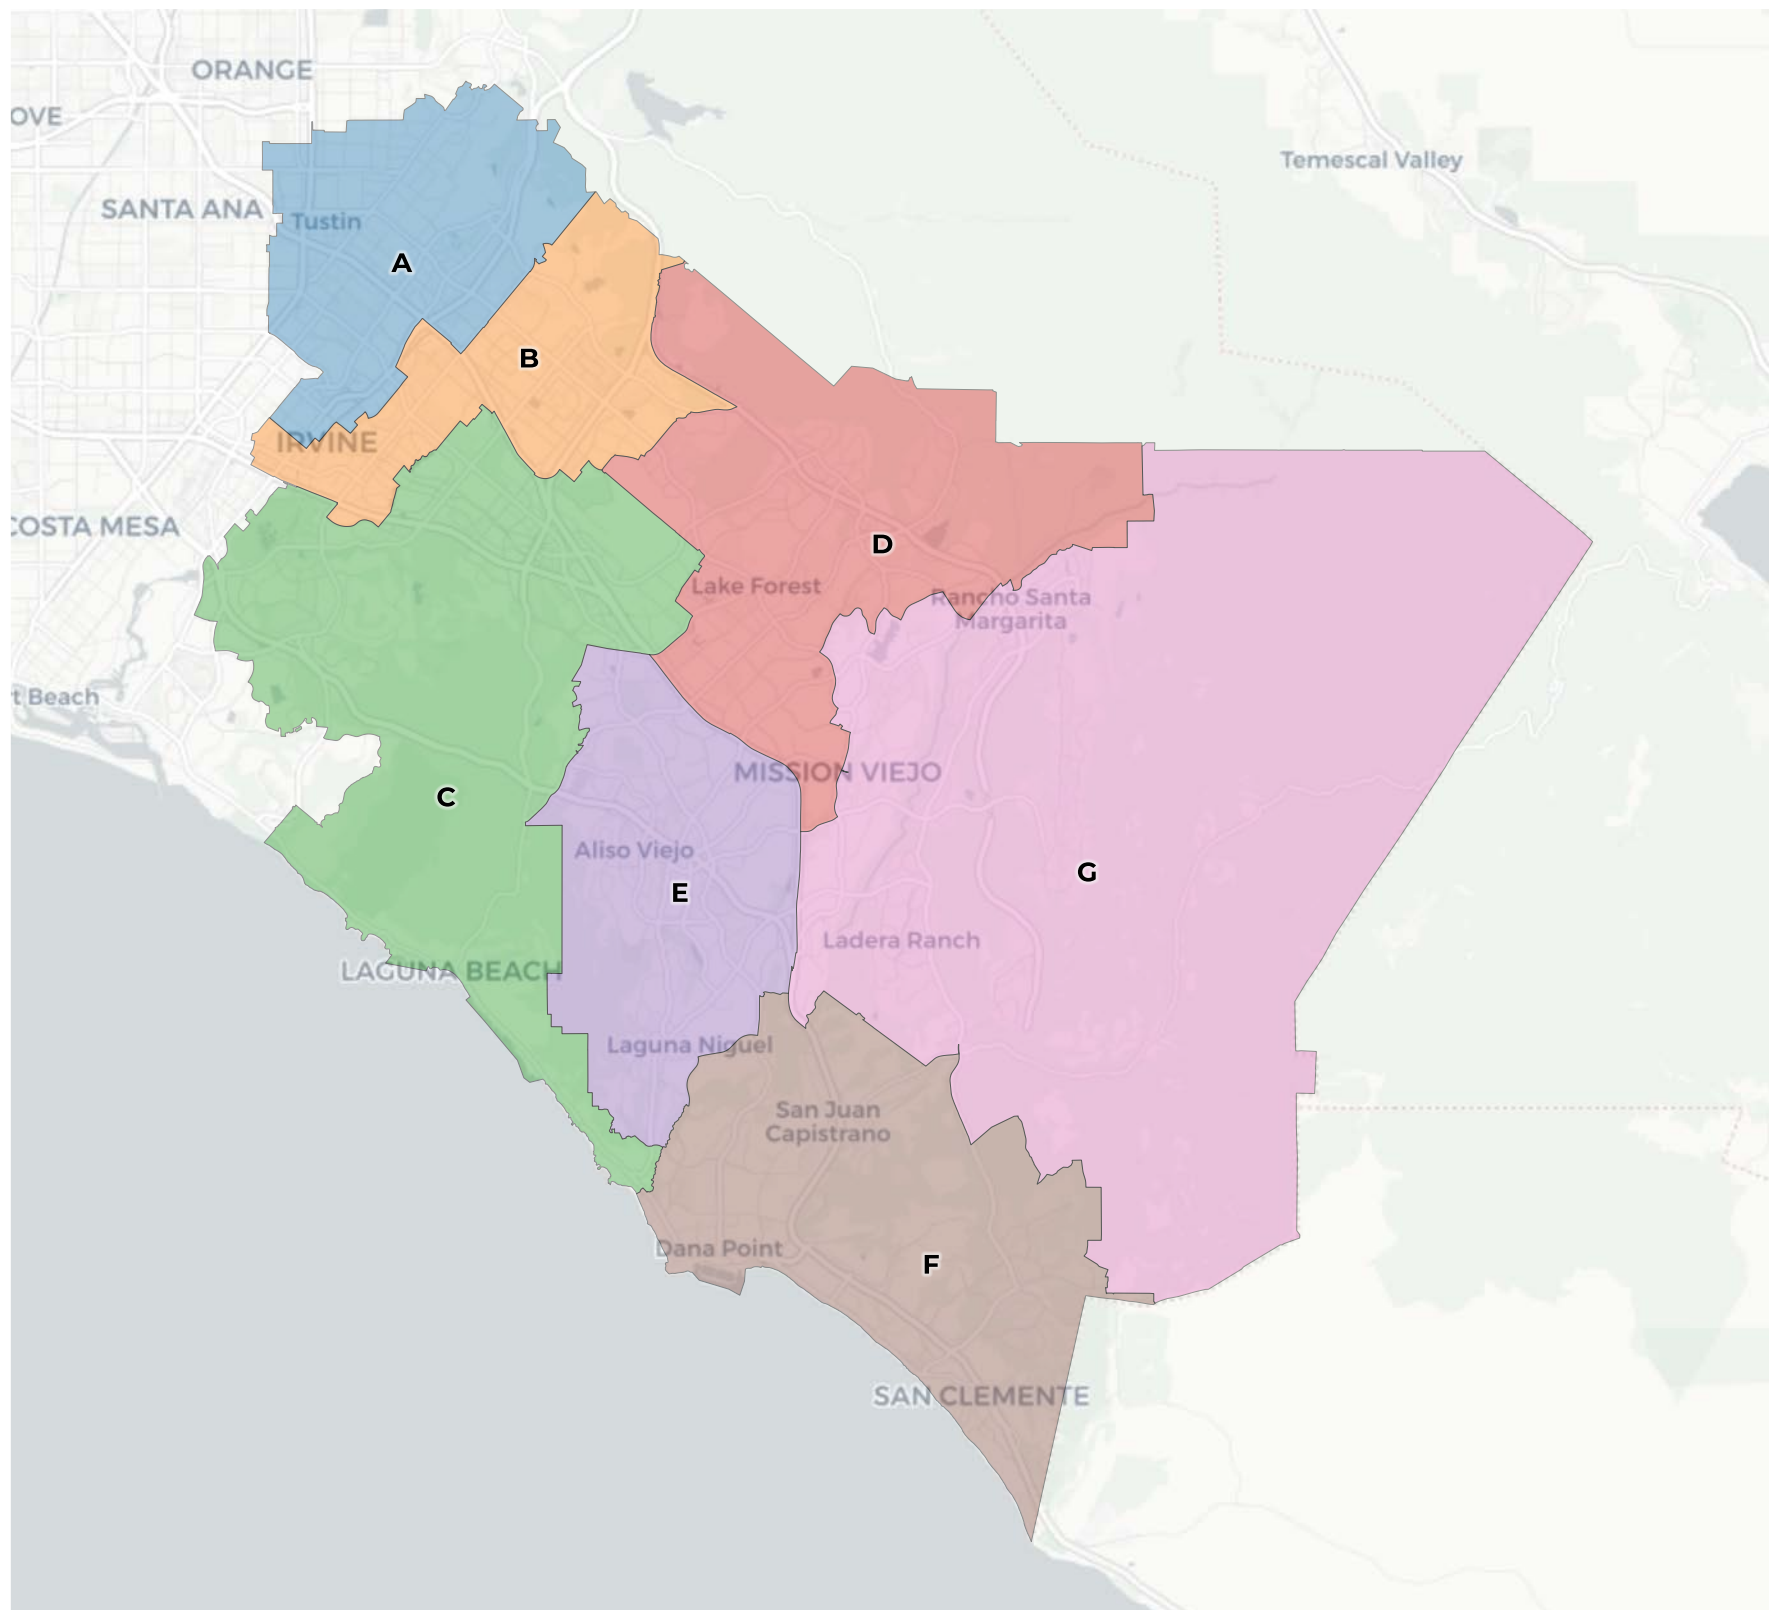 ORANGE
OVE
Temescal Valley
SANTA ANA
Tustin
A
B
IRVINE
COSTA MESA
D
Lake Forest
Rancho Santa
Margarita
t Beach
MISSION VIEJO
C
Aliso Viejo
G
E
Ladera Ranch
LAGUNA BEACH
Laguna Niguel
San Juan
Capistrano
Dana Point
F
SAN CLEMENTE